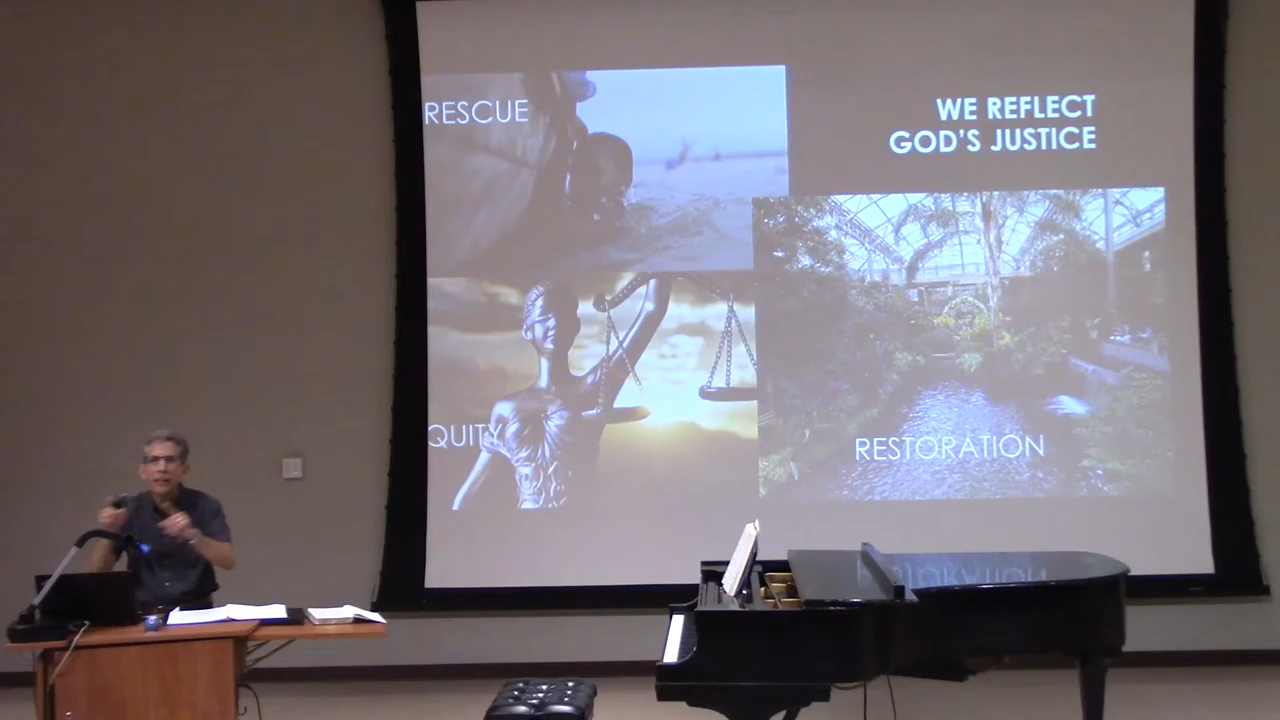 RESCUE
WE REFLECT
GOD'S JUSTICE
QUITY
RESTORATION